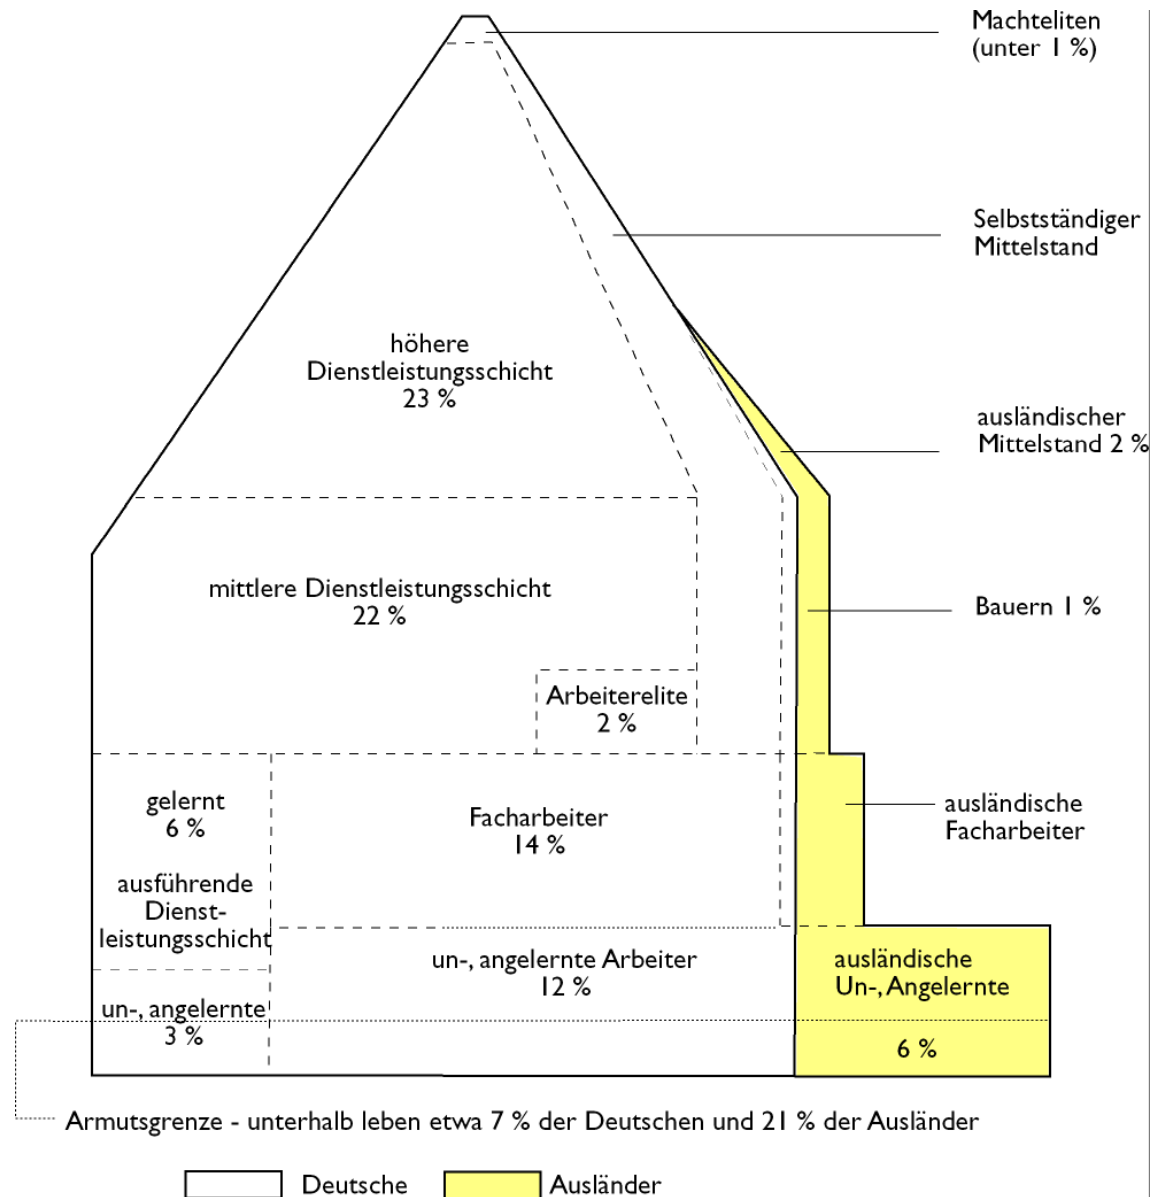 Machteliten
(unter 1 %)
Selbstständiger
Mittelstand
höhere
Dienstleistungsschicht
23 %
ausländischer
Mittelstand 2 %
mittlere Dienstleistungsschicht
22 %
Bauern 1 %
Arbeiterelite
2 %
gelernt
6 %
Facharbeiter
14 %
ausländische
Facharbeiter
ausführende
Dienst-
leistungsschicht
un-, angelernte Arbeiter
12 %
ausländische
Un-, Angelernte
un-, angelernte
3 %
6 %
Armutsgrenze - unterhalb leben etwa 7 % der Deutschen und 21 % der Ausländer
Deutsche
Ausländer